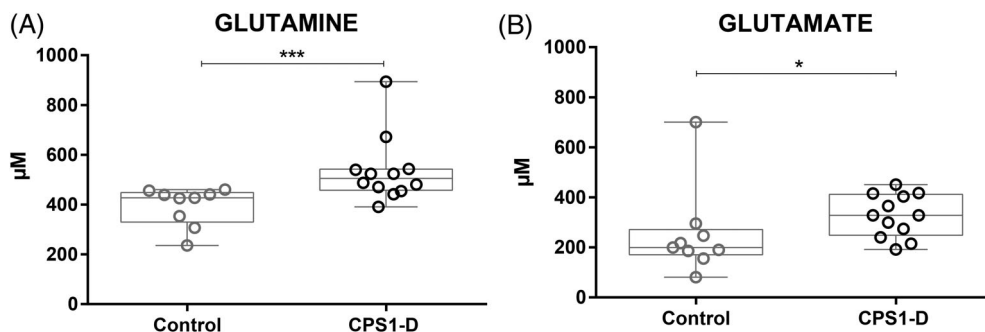 (A) GLUTAMINE
1000
800
600
400
200
0
µM
***
Control CPS1-D
(B) GLUTAMATE
1000
800
600
400
200
0
µM
*
Control CPS1-D